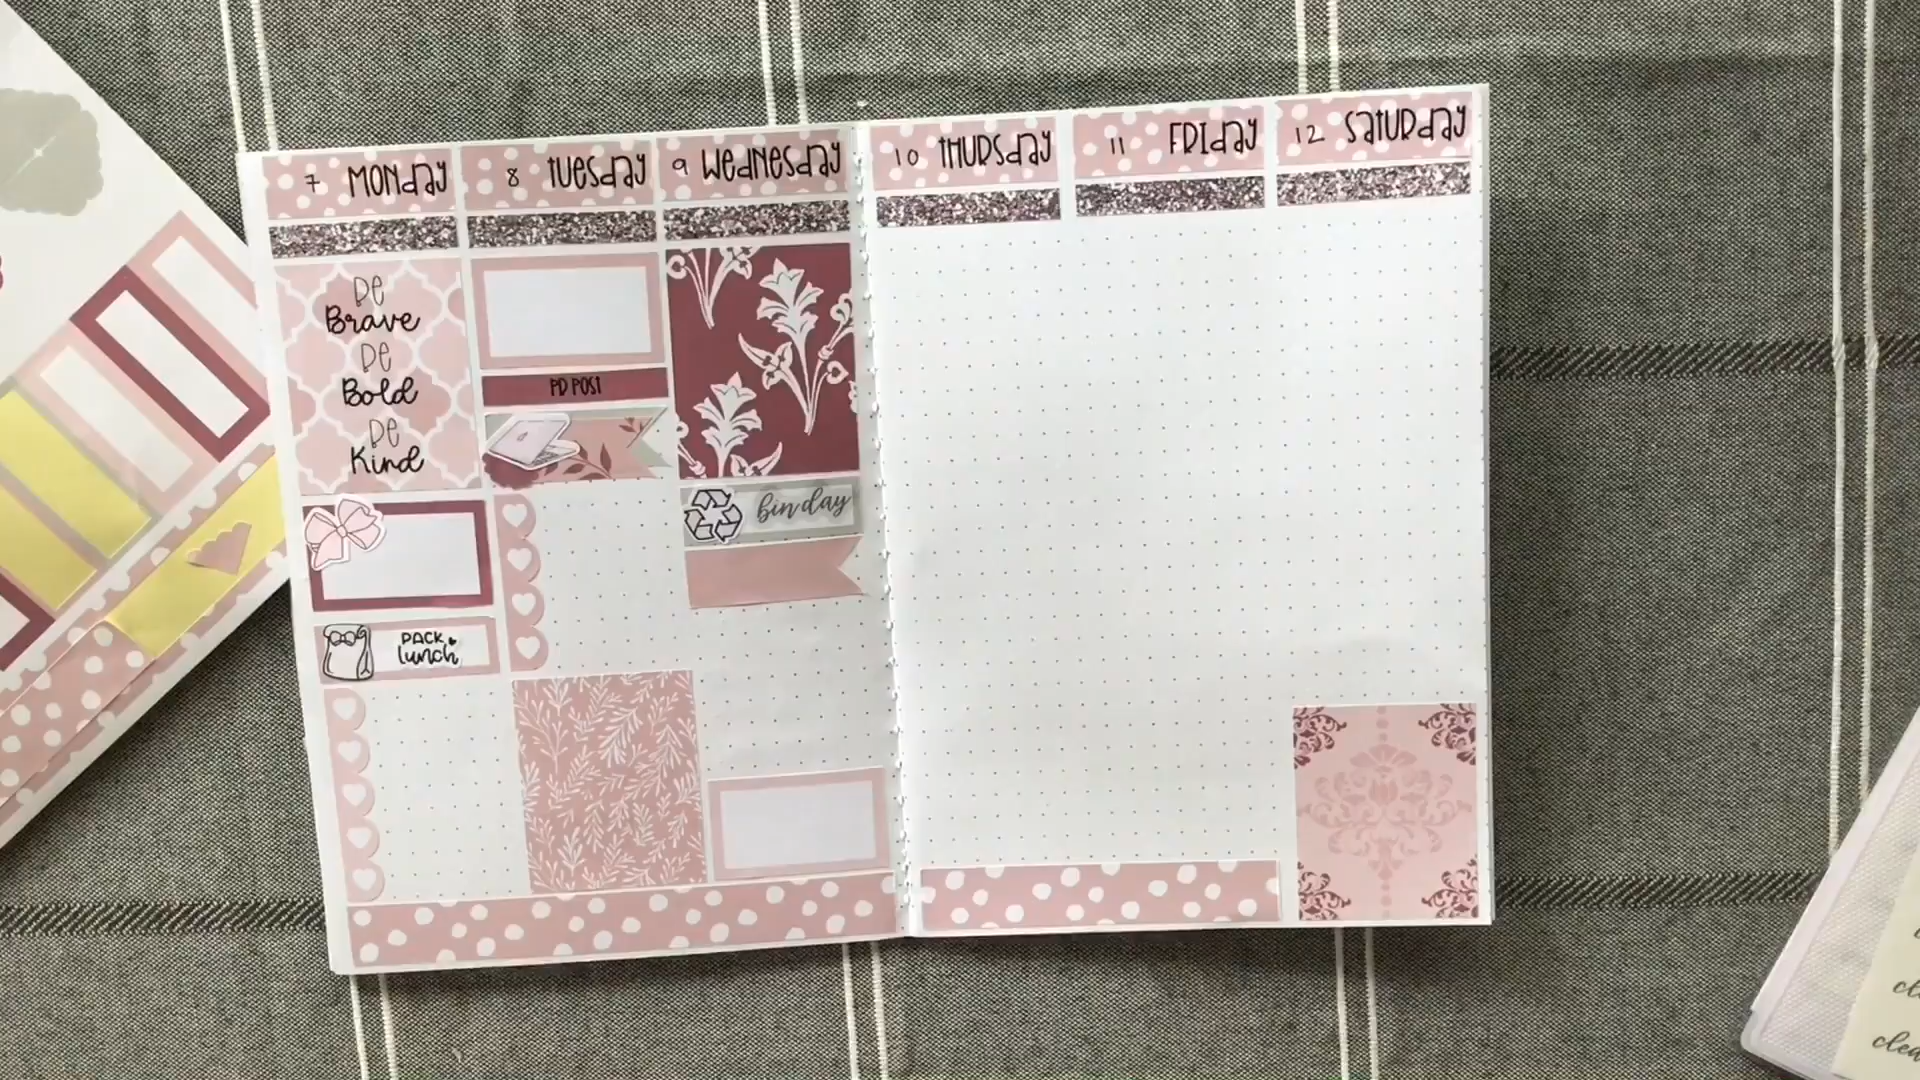 7 Monday
8 Tuesday
9 Wednesday
10 Thursday
11 Friday
12 Saturday
Be
Brave
Be
Bold
Be
Kind
PD POST
bin day
Pack
lunch